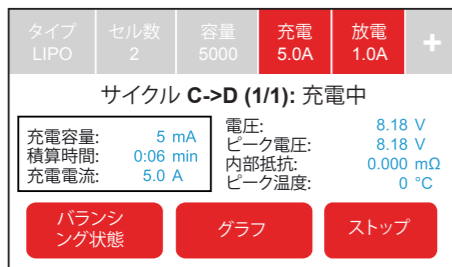 タイプ セル数 容量 充電 放電 +
LIPO 2 5000 5.0A 1.0A
サイクル C->D (1/1): 充電中
充電容量: 5 mA
積算時間: 0:06 min
充電電流: 5.0 A
電圧: 8.18 V
ピーク電圧: 8.18 V
内部抵抗: 0.000 mΩ
ピーク温度: 0 °C
バランシ
ング状態
グラフ
ストップ